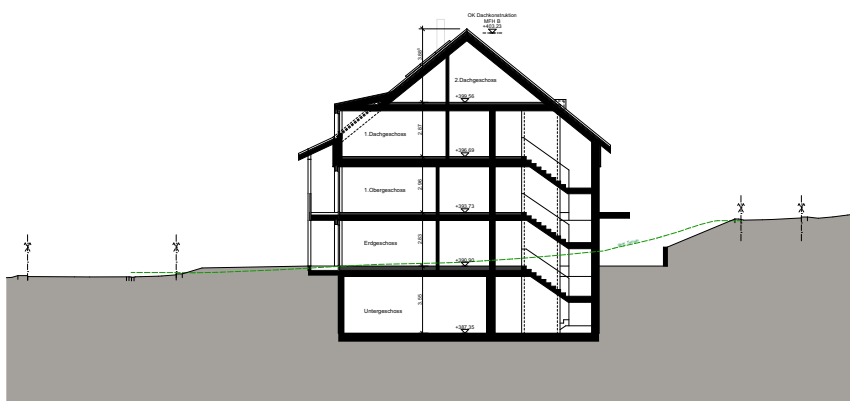 OK Dachkonstruktion
MFH B
+403,23
2.Dachgeschoss
+399,56
2,87
1.Dachgeschoss
+396,69
2,96
1.Obergeschoss
+393,73
2,83
Erdgeschoss
+390,90
3,55
Untergeschoss
+387,35